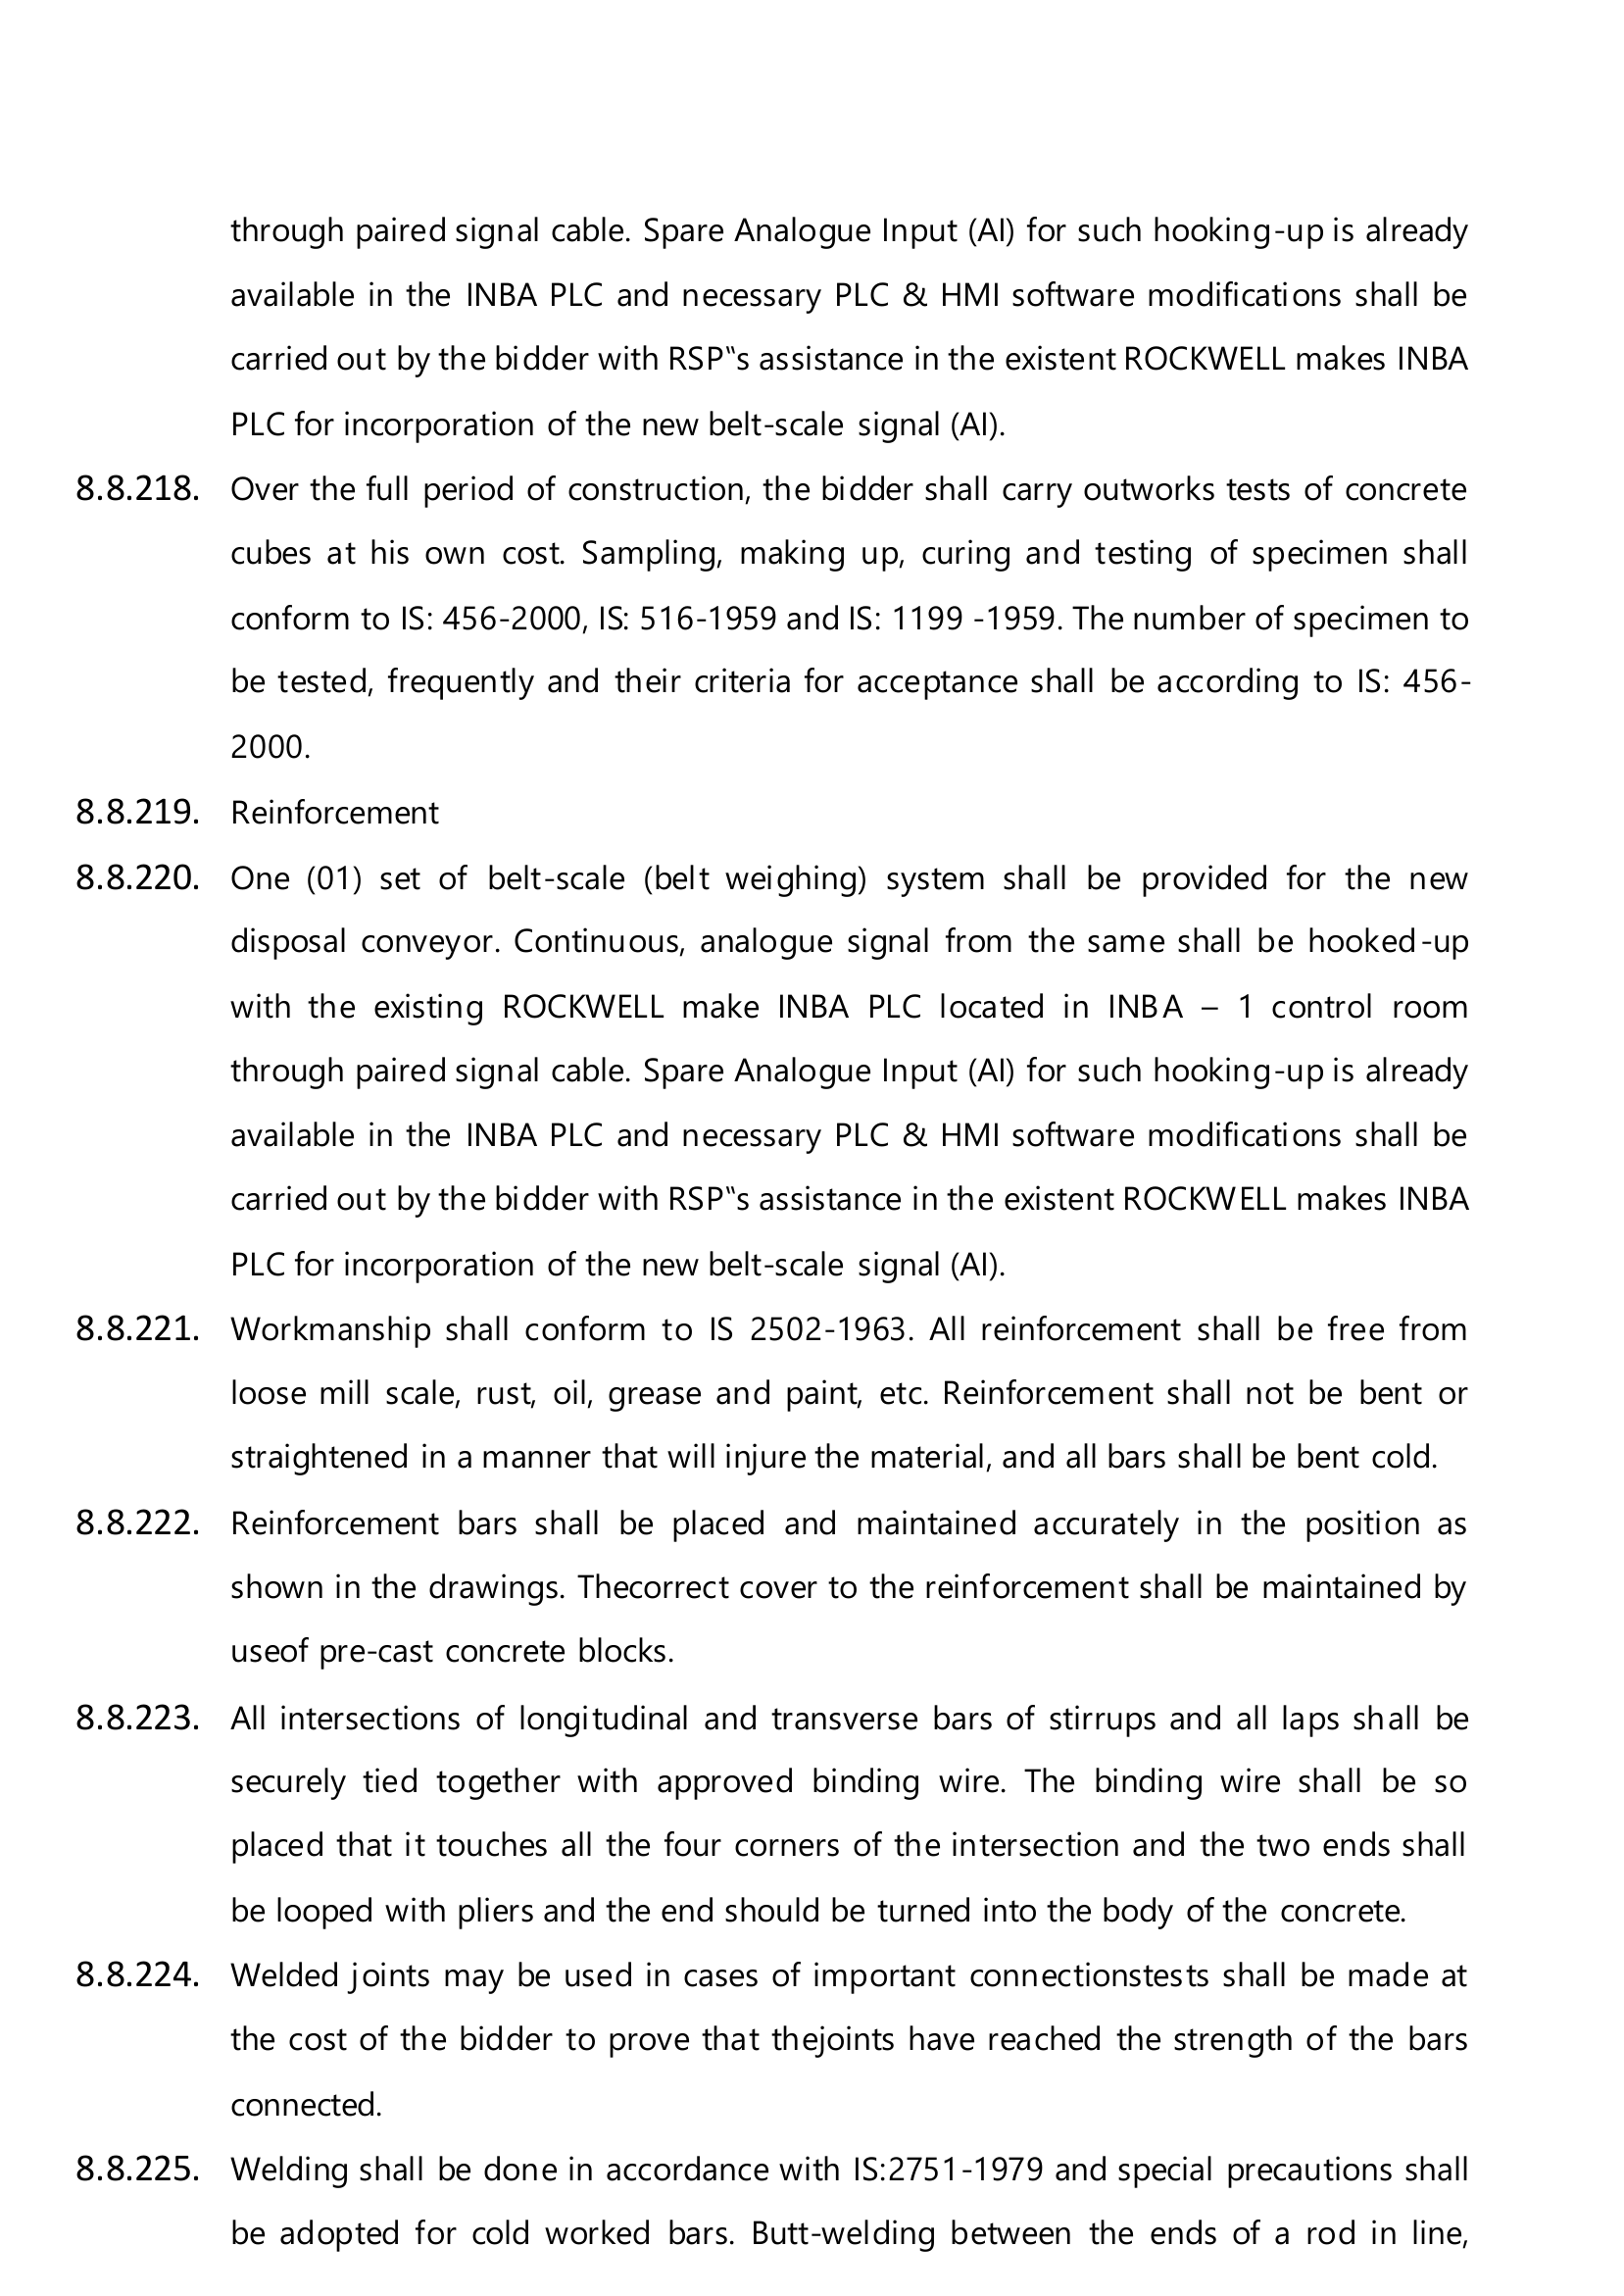 through paired signal cable. Spare Analogue Input (AI) for such hooking-up is already
available in the INBA PLC and necessary PLC & HMI software modifications shall be
carried out by the bidder with RSP‟s assistance in the existent ROCKWELL makes INBA
PLC for incorporation of the new belt-scale signal (AI).
8.8.218. Over the full period of construction, the bidder shall carry outworks tests of concrete
cubes at his own cost. Sampling, making up, curing and testing of specimen shall
conform to IS: 456-2000, IS: 516-1959 and IS: 1199 -1959. The number of specimen to
be tested, frequently and their criteria for acceptance shall be according to IS: 456-
2000.
8.8.219. Reinforcement
8.8.220. One (01) set of belt-scale (belt weighing) system shall be provided for the new
disposal conveyor. Continuous, analogue signal from the same shall be hooked-up
with the existing ROCKWELL make INBA PLC located in INBA – 1 control room
through paired signal cable. Spare Analogue Input (AI) for such hooking-up is already
available in the INBA PLC and necessary PLC & HMI software modifications shall be
carried out by the bidder with RSP‟s assistance in the existent ROCKWELL makes INBA
PLC for incorporation of the new belt-scale signal (AI).
8.8.221. Workmanship shall conform to IS 2502-1963. All reinforcement shall be free from
loose mill scale, rust, oil, grease and paint, etc. Reinforcement shall not be bent or
straightened in a manner that will injure the material, and all bars shall be bent cold.
8.8.222. Reinforcement bars shall be placed and maintained accurately in the position as
shown in the drawings. Thecorrect cover to the reinforcement shall be maintained by
useof pre-cast concrete blocks.
8.8.223. All intersections of longitudinal and transverse bars of stirrups and all laps shall be
securely tied together with approved binding wire. The binding wire shall be so
placed that it touches all the four corners of the intersection and the two ends shall
be looped with pliers and the end should be turned into the body of the concrete.
8.8.224. Welded joints may be used in cases of important connectionstests shall be made at
the cost of the bidder to prove that thejoints have reached the strength of the bars
connected.
8.8.225. Welding shall be done in accordance with IS:2751-1979 and special precautions shall
be adopted for cold worked bars. Butt-welding between the ends of a rod in line,